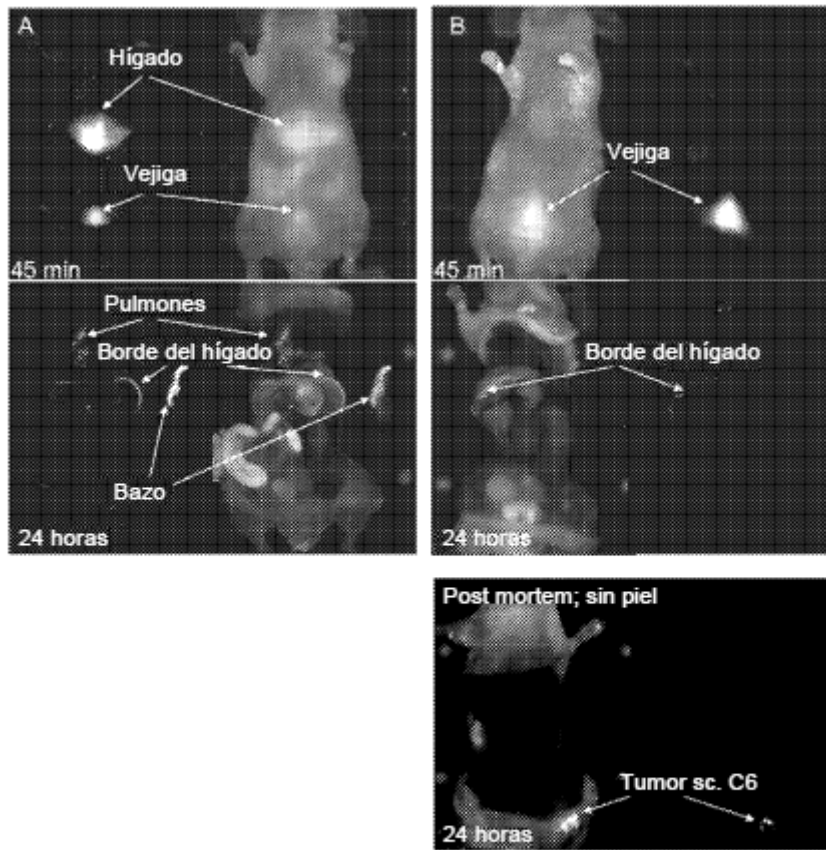 A
Hígado
Vejiga
45 min
B
Vejiga
45 min
Pulmones
Borde del hígado
Bazo
24 horas
Borde del hígado
24 horas
Post mortem; sin piel
Tumor sc. C6
24 horas